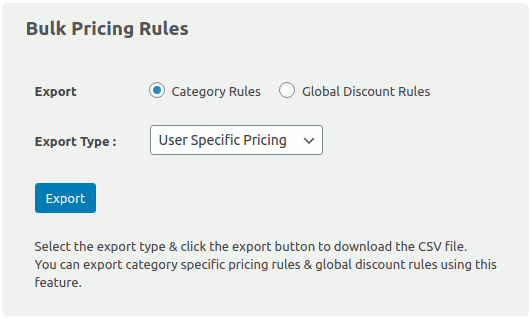 Bulk Pricing Rules
Export Category Rules Global Discount Rules
Export Type : User Specific Pricing
Export
Select the export type & click the export button to download the CSV file.
You can export category specific pricing rules & global discount rules using this
feature.